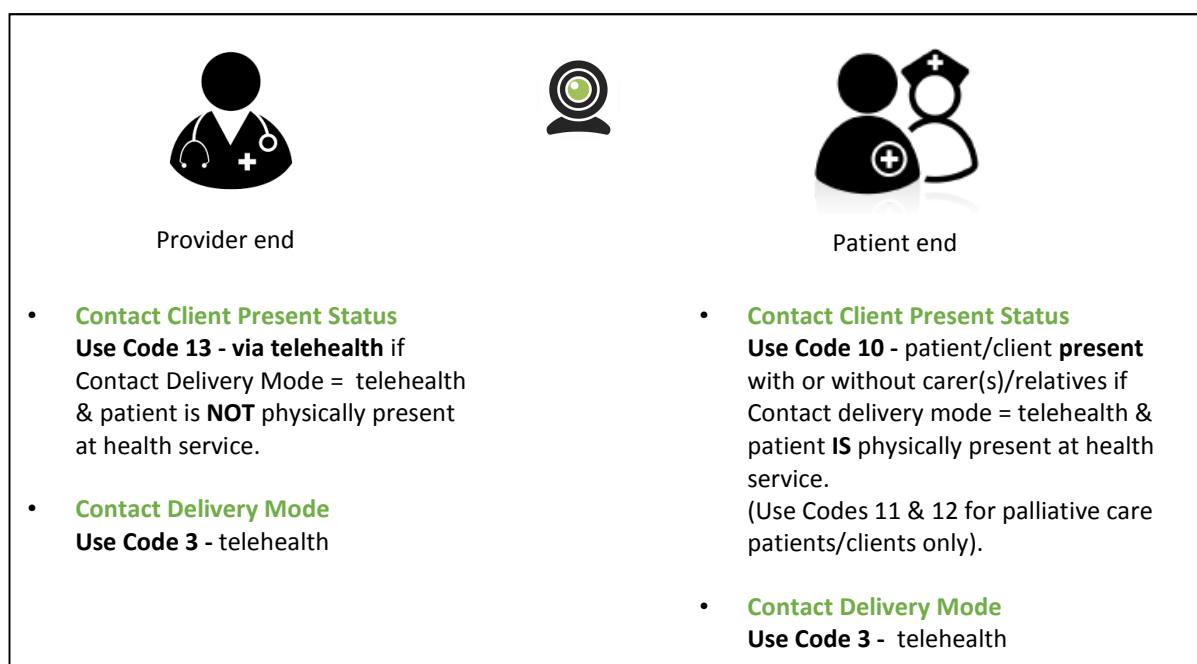 Provider end
• Contact Client Present Status
Use Code 13 - via telehealth if
Contact Delivery Mode = telehealth
& patient is NOT physically present
at health service.
• Contact Delivery Mode
Use Code 3 - telehealth
Patient end
• Contact Client Present Status
Use Code 10 - patient/client present
with or without carer(s)/relatives if
Contact delivery mode = telehealth &
patient IS physically present at health
service.
(Use Codes 11 & 12 for palliative care
patients/clients only).
• Contact Delivery Mode
Use Code 3 - telehealth